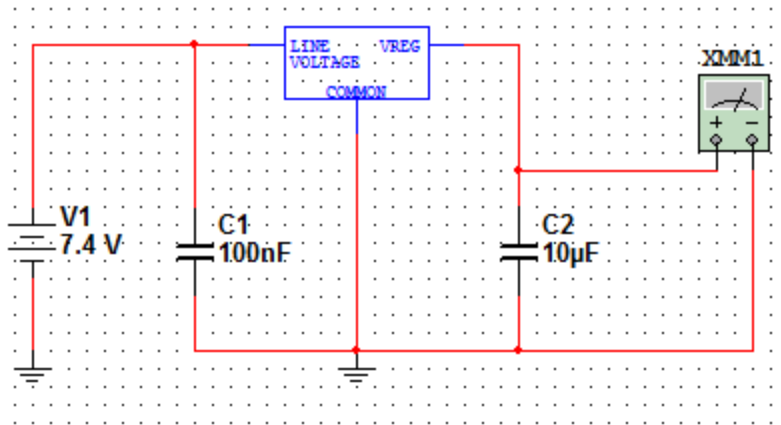 LINE VREG
VOLTAGE
COMMON
XMM1
+ −
V1
7.4 V
C1
100nF
C2
10µF